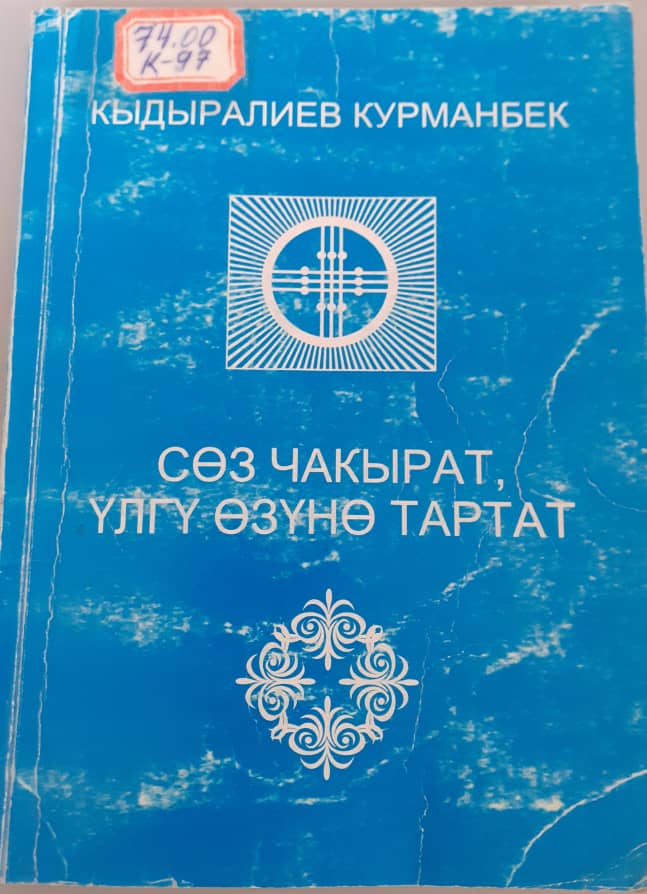 74.00
К-97
КЫДЫРАЛИЕВ КУРМАНБЕК
СӨЗ ЧАКЫРАТ,
ҮЛГҮ ӨЗҮНӨ ТАРТАТ